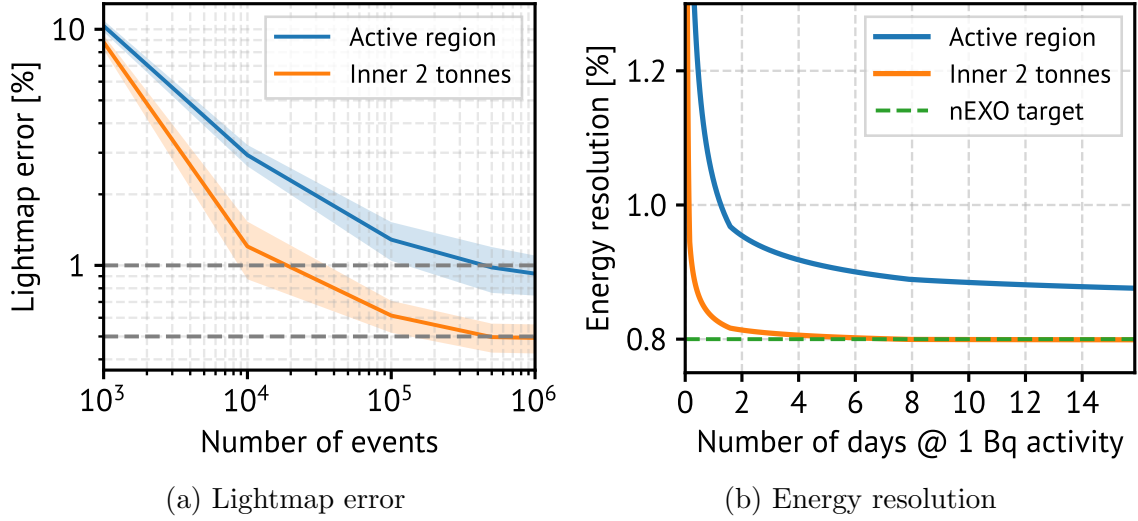 Lightmap error [%]
10
1
10³ 10⁴ 10⁵ 10⁶
Number of events
Active region
Inner 2 tonnes
(a) Lightmap error
Energy resolution [%]
1.2
1.0
0.8
0 2 4 6 8 10 12 14
Number of days @ 1 Bq activity
Active region
Inner 2 tonnes
nEXO target
(b) Energy resolution